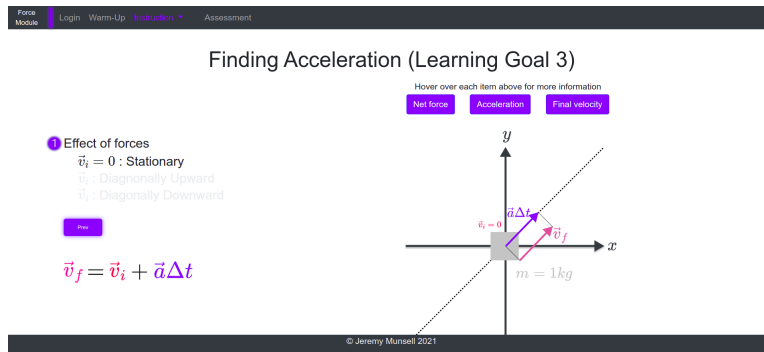 Force Module Login Warm-Up Instruction Assessment
Finding Acceleration (Learning Goal 3)
Hover over each item above for more information
Net force Acceleration Final velocity
1 Effect of forces
v⃗ᵢ = 0 : Stationary
v⃗ᵢ : Diagnonally Upward
v⃗ᵢ : Diagonally Downward
Prev
v⃗_f = v⃗ᵢ + a⃗Δt
y
a⃗Δt
v⃗ᵢ = 0
v⃗_f
x
m = 1kg
© Jeremy Munsell 2021